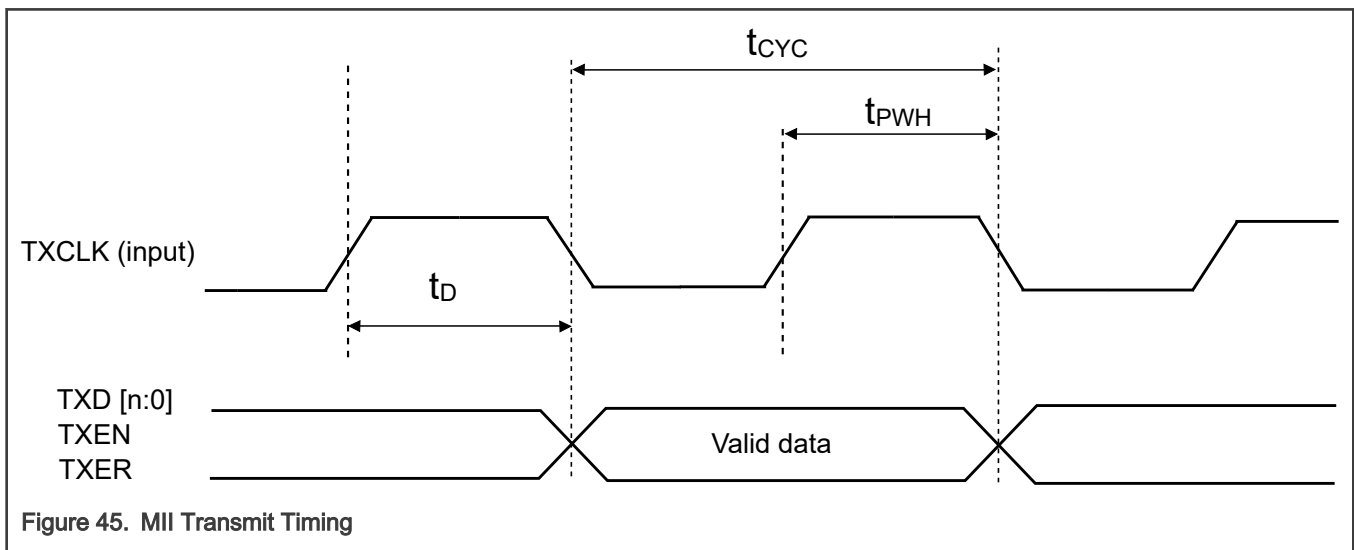 tCYC
tPWH
TXCLK (input)
tD
TXD [n:0]
TXEN
Valid data
TXER
Figure 45. MII Transmit Timing